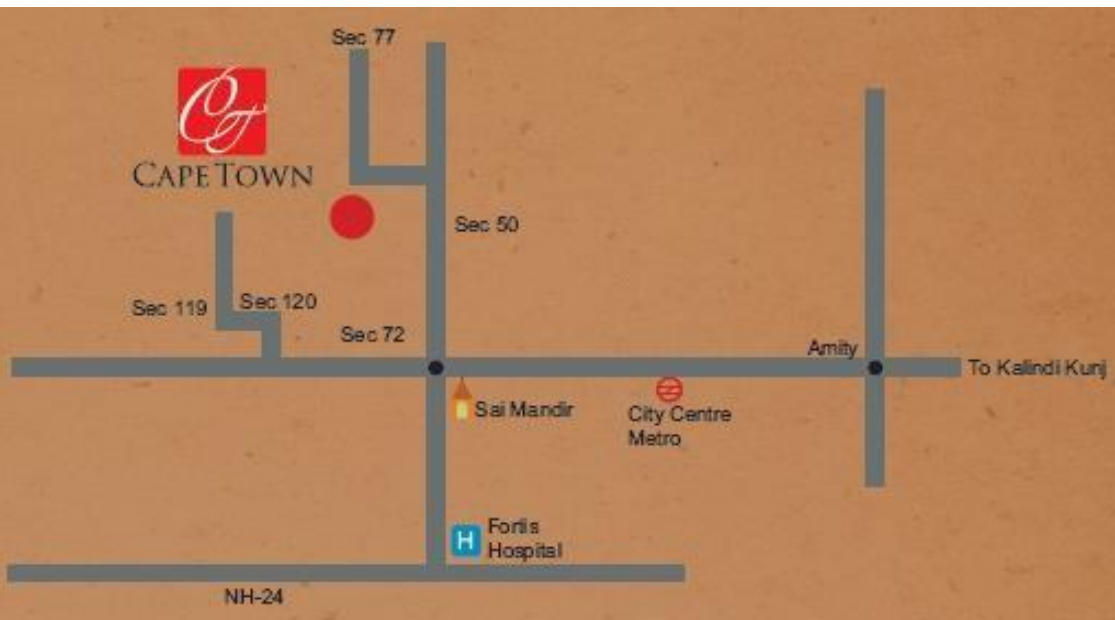 Sec 77
CT
CAPE TOWN
Sec 50
Sec 119
Sec 120
Sec 72
Amity
To Kalindi Kunj
Sai Mandir
City Centre
Metro
H
Fortis
Hospital
NH-24